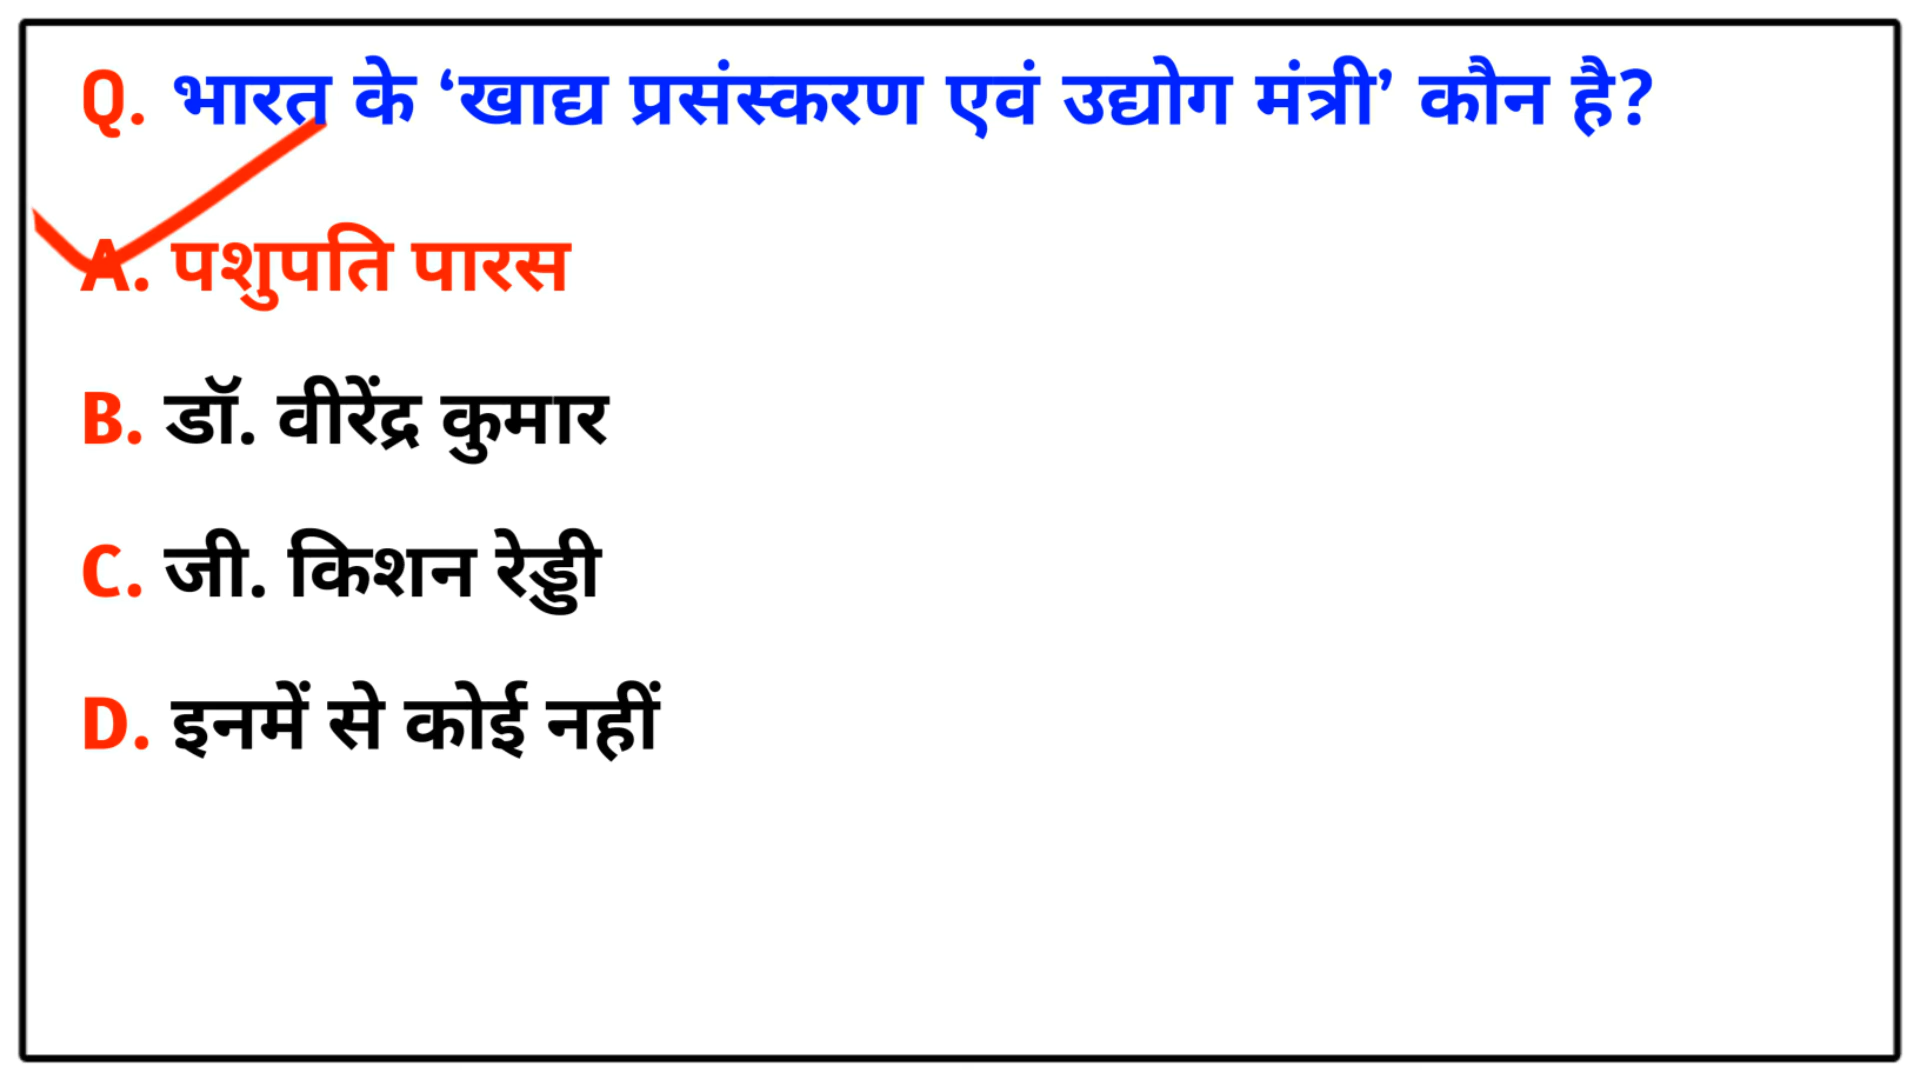 Q. भारत के ‘खाद्य प्रसंस्करण एवं उद्योग मंत्री’ कौन है?
A. पशुपति पारस
B. डॉ. वीरेंद्र कुमार
C. जी. किशन रेड्डी
D. इनमें से कोई नहीं